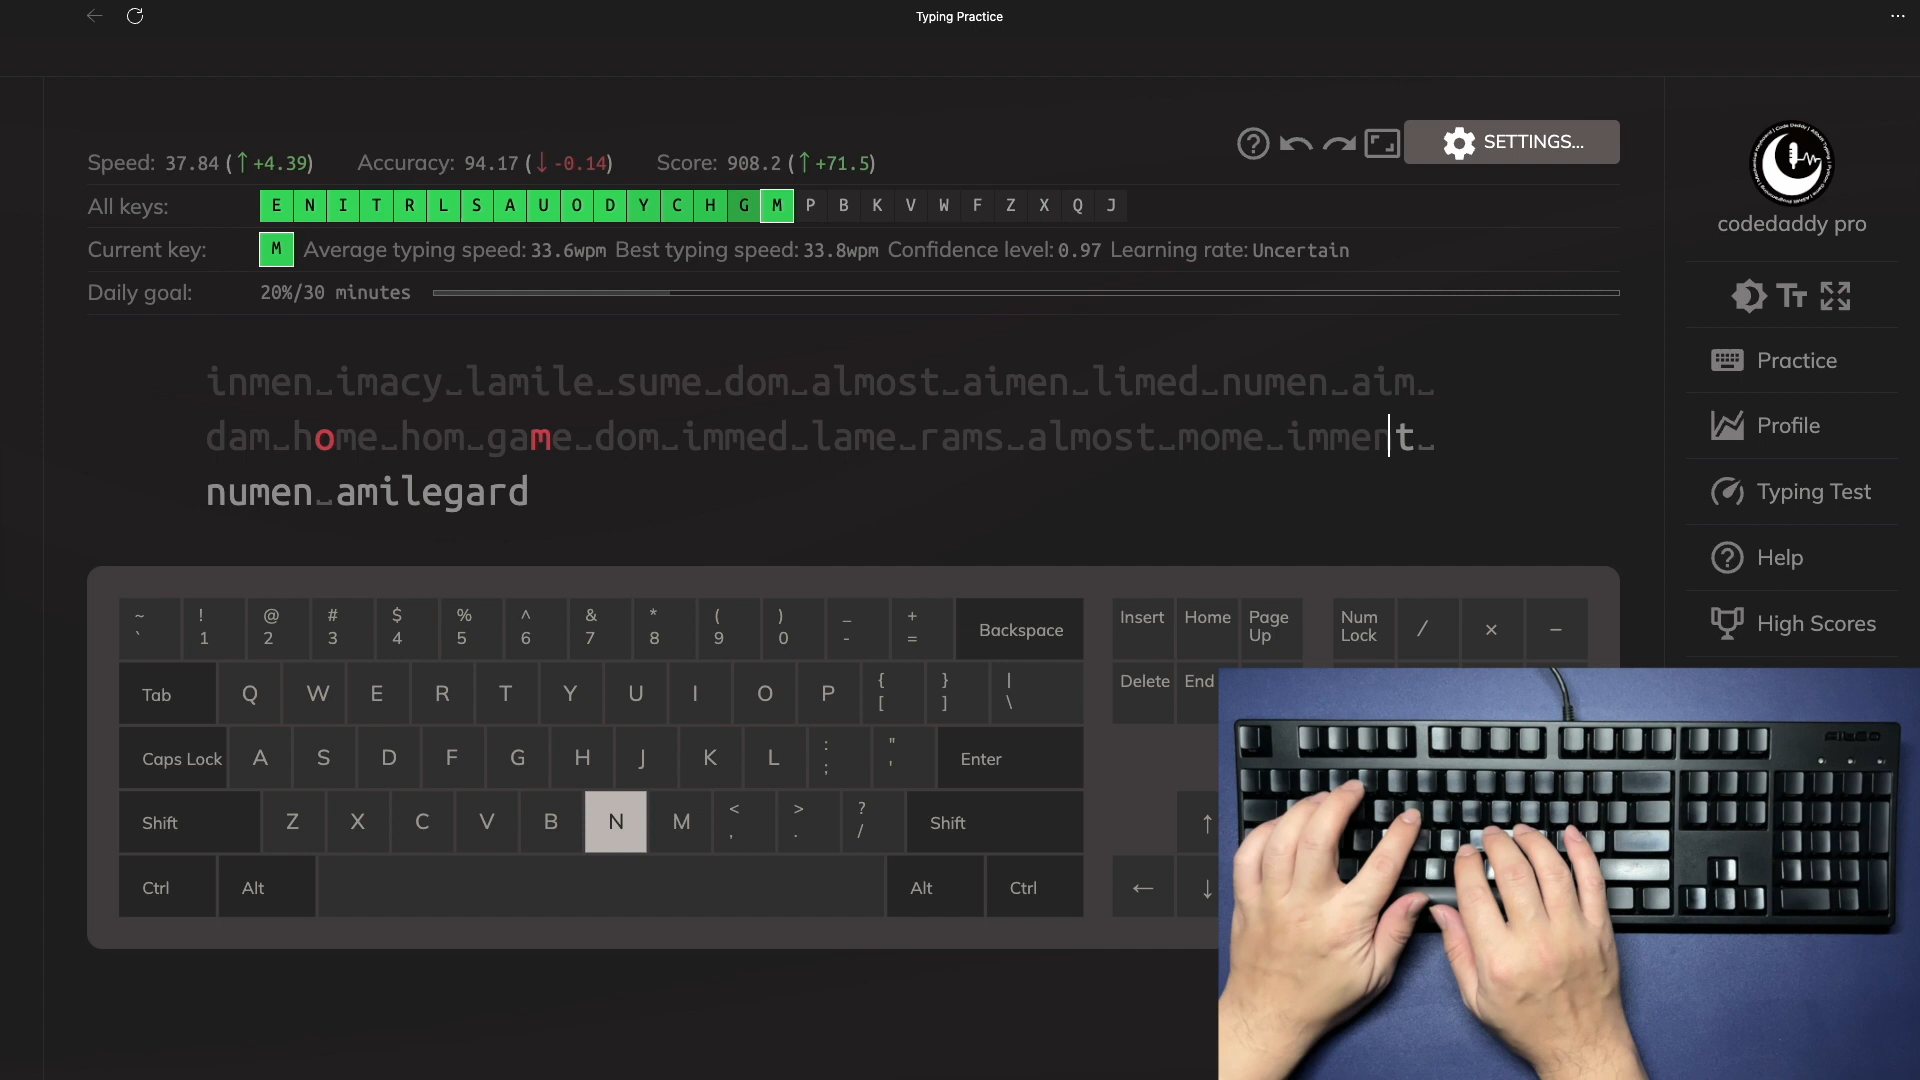 Typing Practice
Speed: 37.84 (↑+4.39) Accuracy: 94.17 (↓-0.14) Score: 908.2 (↑+71.5)
SETTINGS...
All keys: E N I T R L S A U O D Y C H G M P B K V W F Z X Q J
Current key: M Average typing speed: 33.6wpm Best typing speed: 33.8wpm Confidence level: 0.97 Learning rate: Uncertain
Daily goal: 20%/30 minutes
inmen imacy lamile sume dom almost aimen limed numen aim
dam home hom game dom immed lame rams almost mome imment
numen amilegard
~ ! @ # $ % ^ & * ( ) _ +
` 1 2 3 4 5 6 7 8 9 0 - = Backspace
Tab Q W E R T Y U I O P { [ } ] | \
Caps Lock A S D F G H J K L : ; " ' Enter
Shift Z X C V B N M < , > . ? / Shift
Ctrl Alt Alt Ctrl
Insert Home Page Up
Delete End
↑
← ↓
Num Lock / × −
codedaddy pro
Tт
Practice
Profile
Typing Test
Help
High Scores